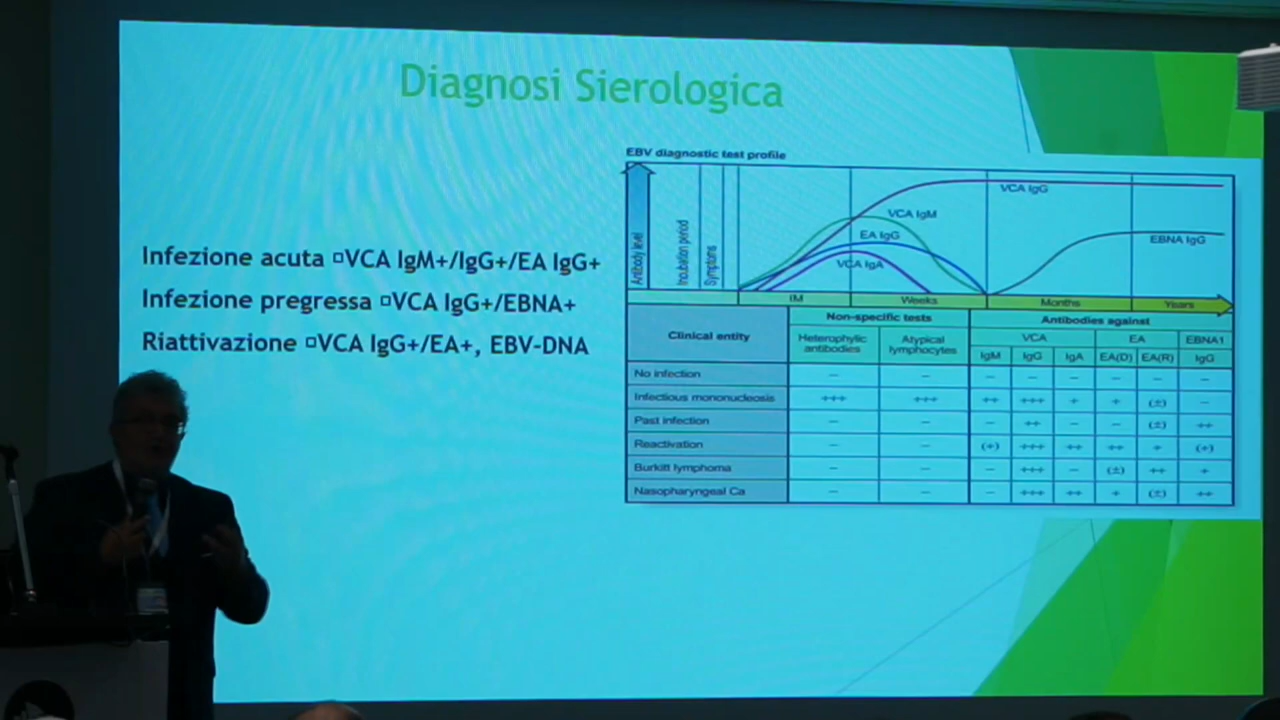 Diagnosi Sierologica
Infezione acuta □VCA IgM+/IgG+/EA IgG+
Infezione pregressa □VCA IgG+/EBNA+
Riattivazione □VCA IgG+/EA+, EBV-DNA
EBV diagnostic test profile
Antibody level
Incubation period
Symptoms
VCA IgG
VCA IgM
EA IgG
VCA IgA
EBNA IgG
IM Weeks Months Years
Clinical entity Non-specific tests Antibodies against
Heterophylic antibodies Atypical lymphocytes VCA EA EBNA1
IgM IgG IgA EA(D) EA(R) IgG
No infection – – – – – – – –
Infectious mononucleosis +++ +++ ++ +++ + + (±) –
Past infection – – – ++ – – (±) ++
Reactivation – – (+) +++ ++ ++ + (+)
Burkitt lymphoma – – – +++ – (±) ++ +
Nasopharyngeal Ca – – – +++ ++ + (±) ++